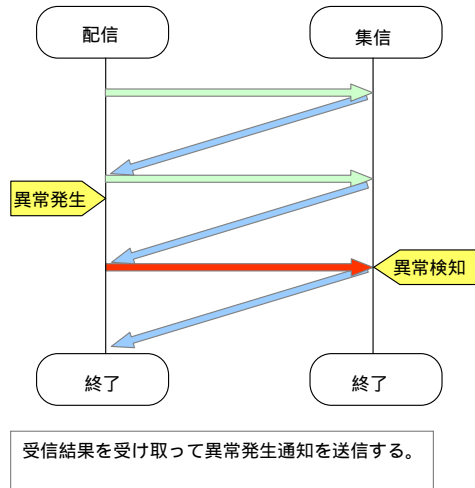 配信
集信
異常発生
異常検知
終了
終了
受信結果を受け取って異常発生通知を送信する。